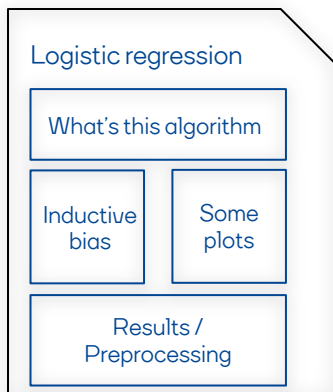 Logistic regression
What's this algorithm
Inductive
bias
Some
plots
Results /
Preprocessing